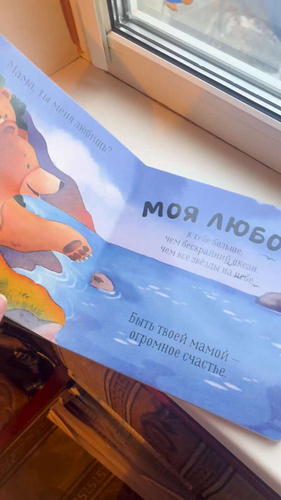 Мама, ты меня любишь?
МОЯ ЛЮБО
к тебе больше,
чем бескрайний океан,
чем все звёзды на небе.
Быть твоей мамой –
огромное счастье.